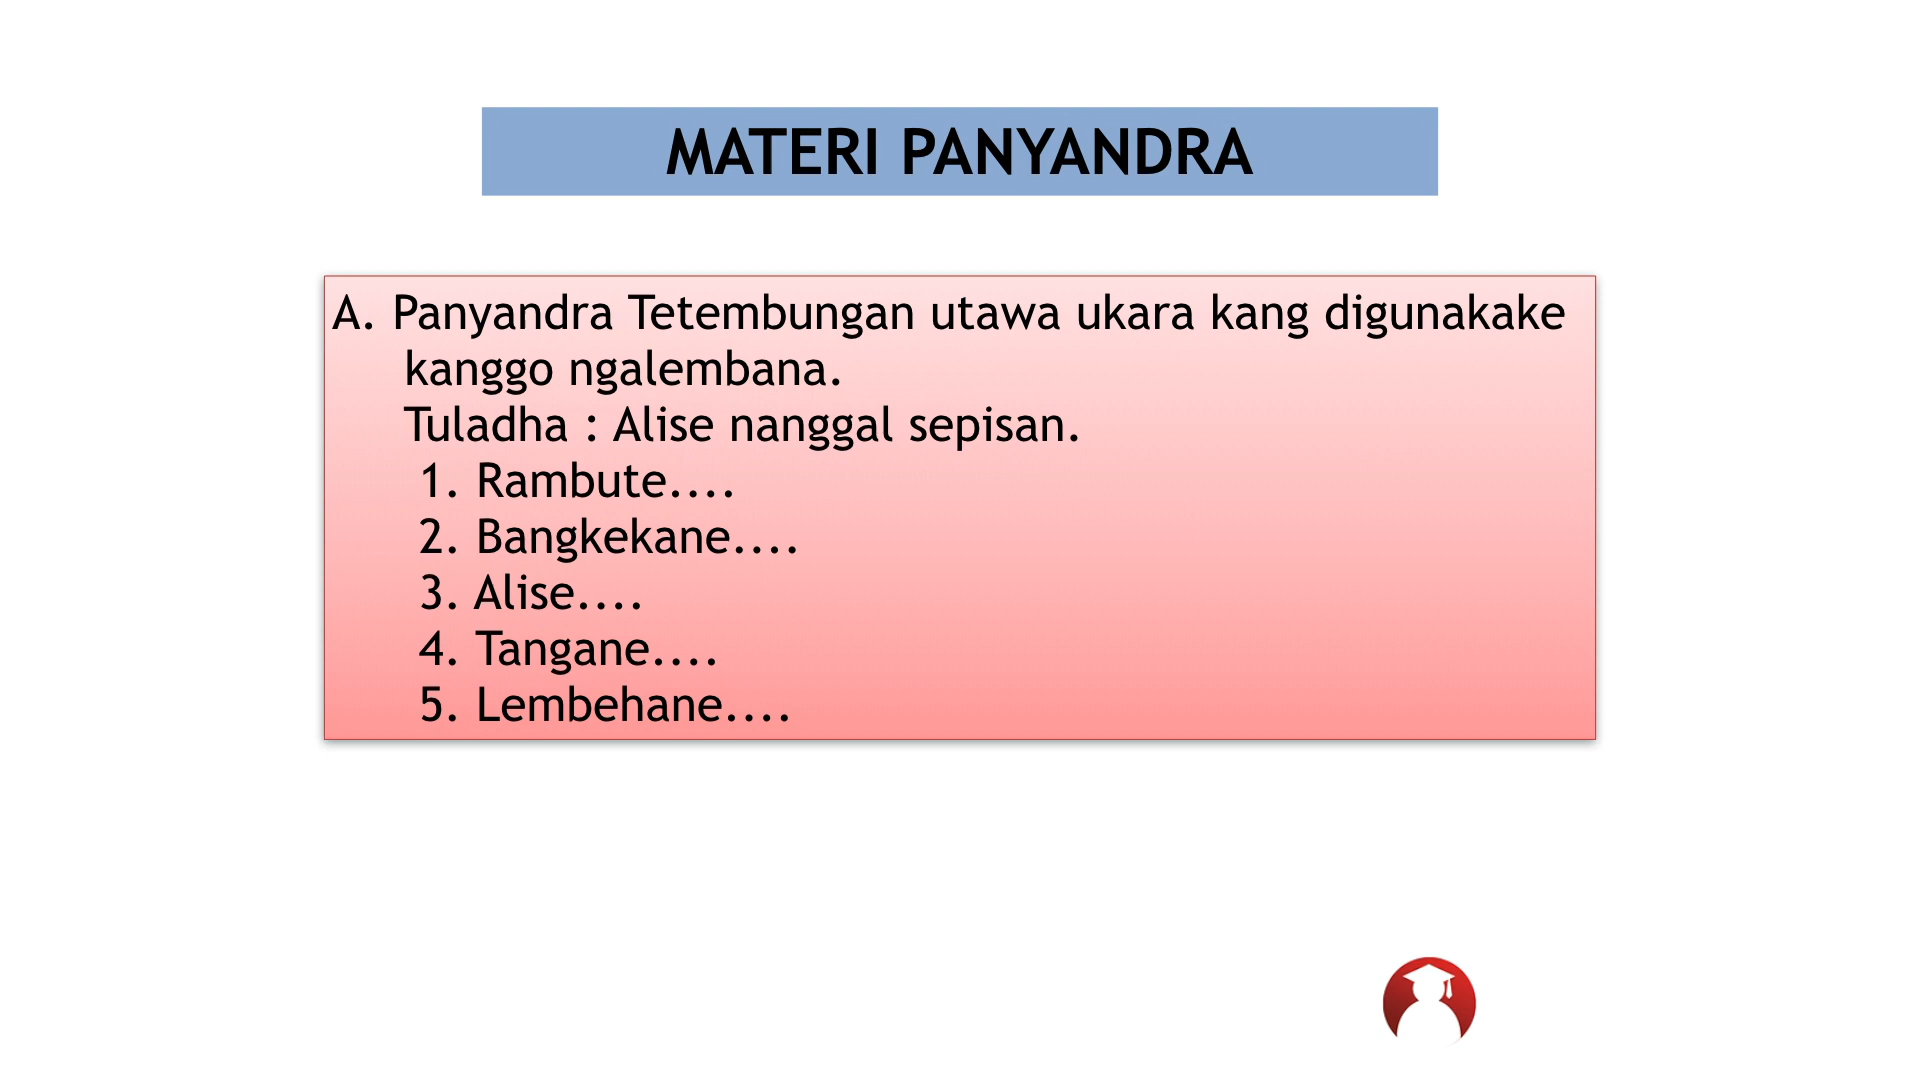 MATERI PANYANDRA
A. Panyandra Tetembungan utawa ukara kang digunakake
kanggo ngalembana.
Tuladha : Alise nanggal sepisan.
1. Rambute....
2. Bangkekane....
3. Alise....
4. Tangane....
5. Lembehane....